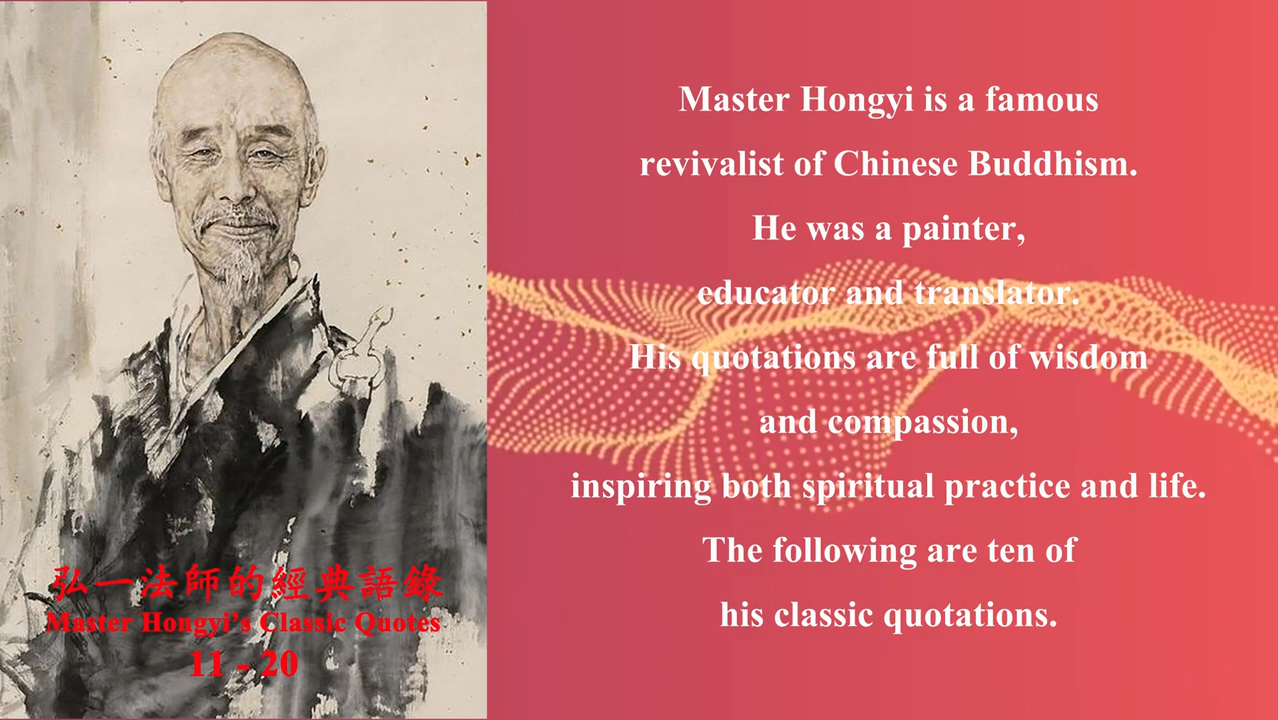 弘一法師的經典語錄
Master Hongyi's Classic Quotes
11 - 20
Master Hongyi is a famous
revivalist of Chinese Buddhism.
He was a painter,
educator and translator.
His quotations are full of wisdom
and compassion,
inspiring both spiritual practice and life.
The following are ten of
his classic quotations.